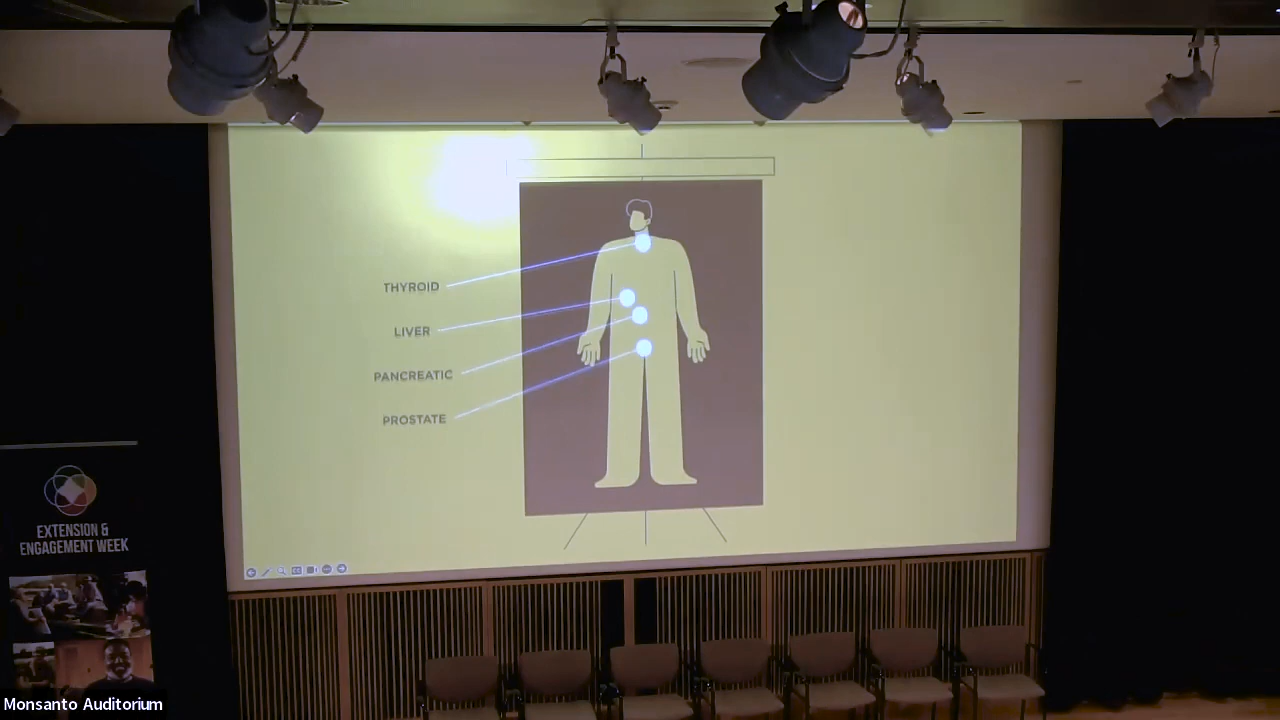 THYROID
LIVER
PANCREATIC
PROSTATE
EXTENSION &
ENGAGEMENT WEEK
Monsanto Auditorium